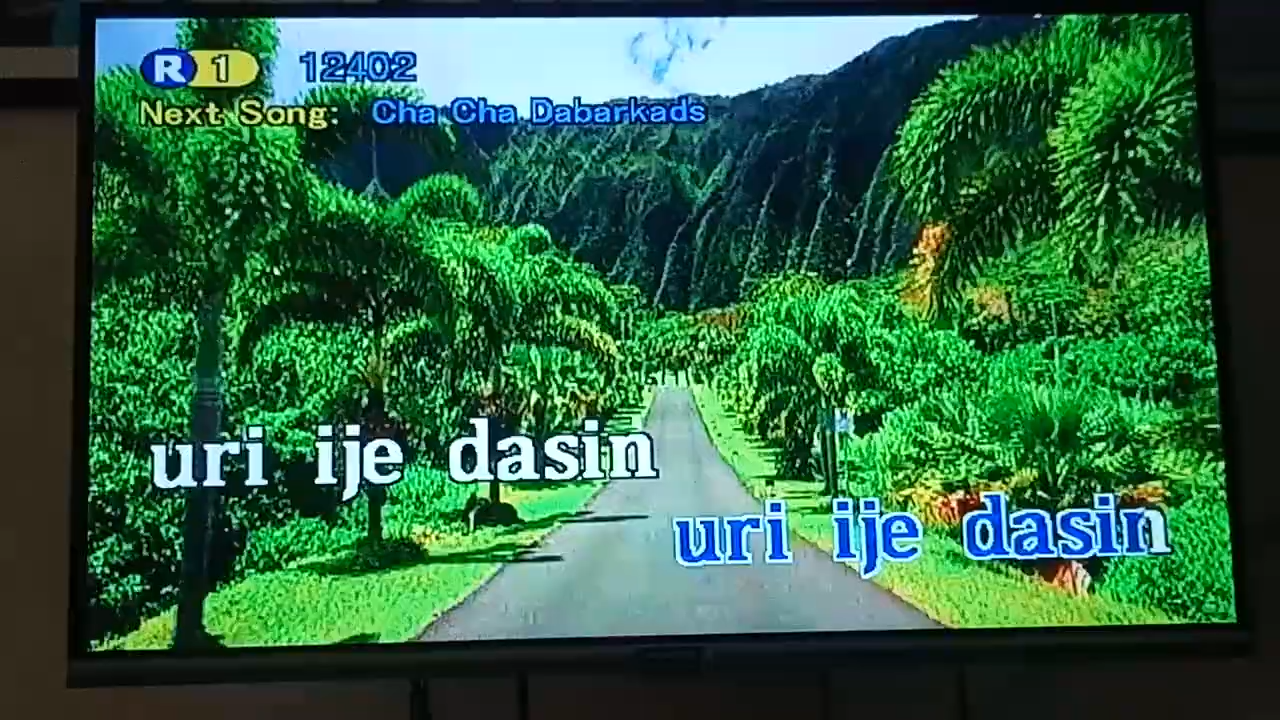 R 1 12402
Next Song: Cha Cha Dabarkads
uri ije dasin
uri ije dasin